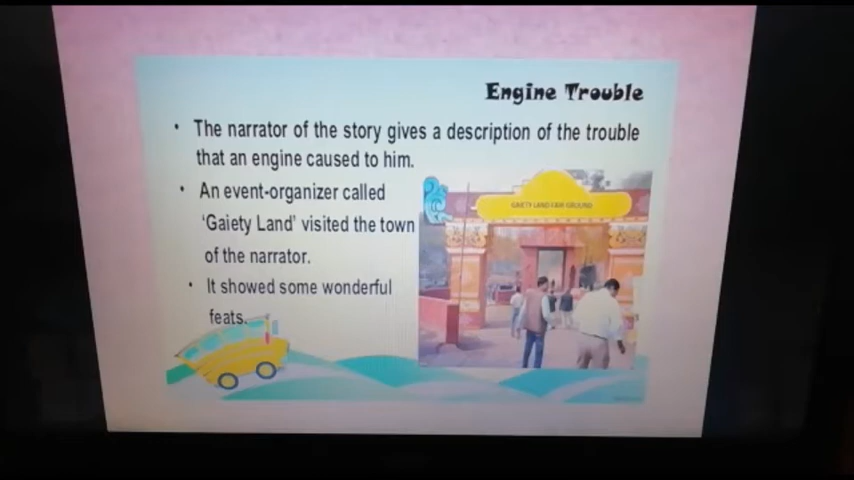 Engine Trouble
• The narrator of the story gives a description of the trouble
that an engine caused to him.
• An event-organizer called
'Gaiety Land' visited the town
of the narrator.
• It showed some wonderful
feats.
GAIETY LAND FAIR GROUND